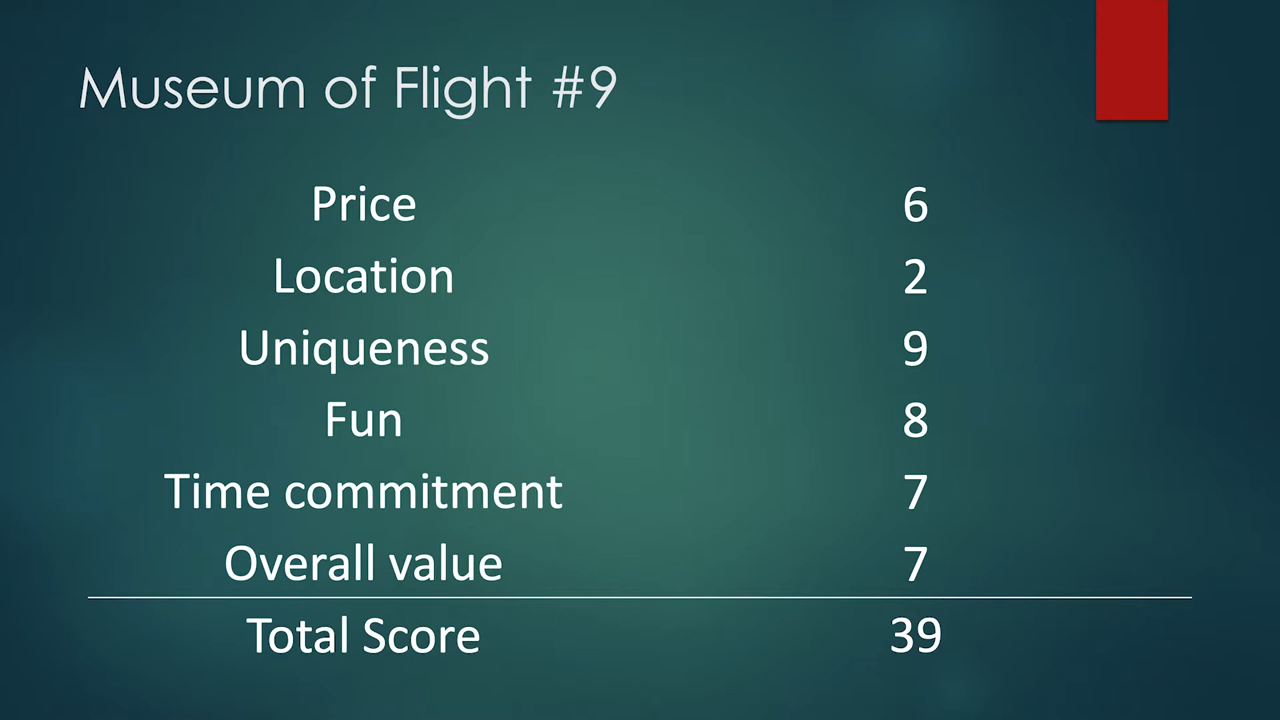 Museum of Flight #9
Price 6
Location 2
Uniqueness 9
Fun 8
Time commitment 7
Overall value 7
Total Score 39